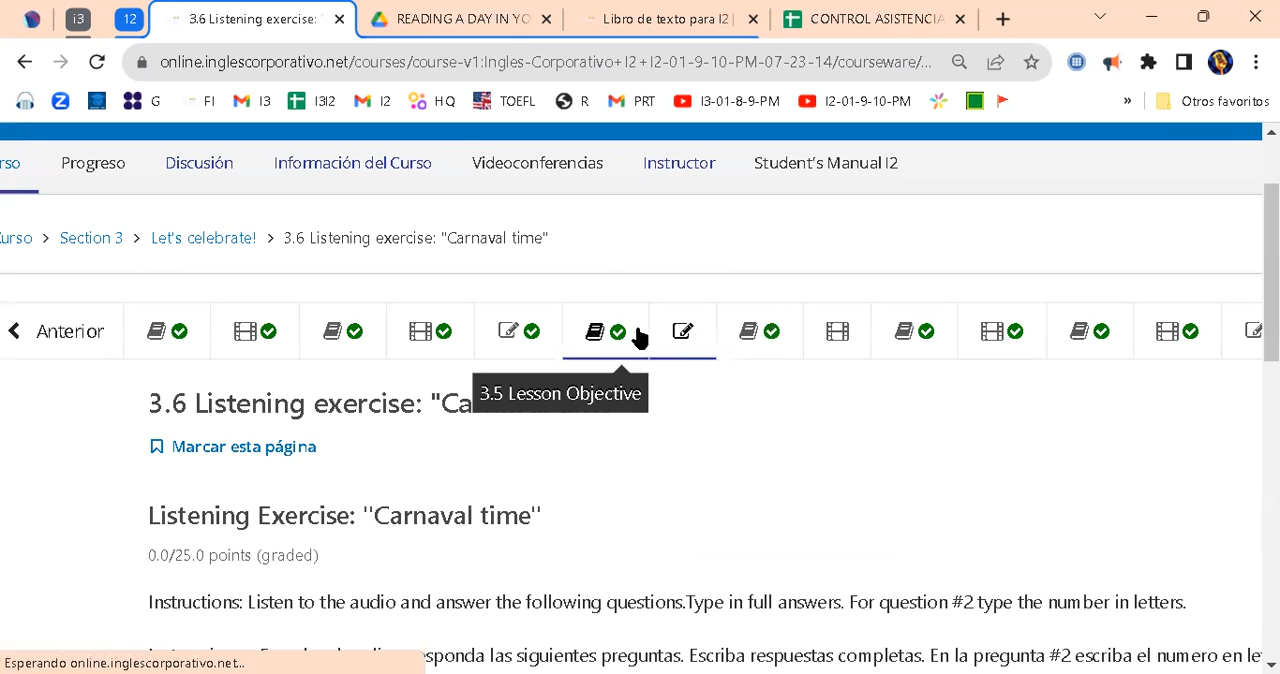 i3
12
3.6 Listening exercise:
READING A DAY IN YO
Libro de texto para I2 |
CONTROL ASISTENCIA
online.inglescorporativo.net/courses/course-v1:Ingles-Corporativo+I2+I2-01-9-10-PM-07-23-14/courseware/...
G
FI
I3
I3I2
I2
HQ
TOEFL
R
PRT
I3-01-8-9-PM
I2-01-9-10-PM
»
Otros favoritos
rso
Progreso
Discusión
Información del Curso
Videoconferencias
Instructor
Student's Manual I2
Curso > Section 3 > Let's celebrate! > 3.6 Listening exercise: "Carnaval time"
Anterior
3.5 Lesson Objective
3.6 Listening exercise: "Ca
Marcar esta página
Listening Exercise: "Carnaval time"
0.0/25.0 points (graded)
Instructions: Listen to the audio and answer the following questions.Type in full answers. For question #2 type the number in letters.
sponda las siguientes preguntas. Escriba respuestas completas. En la pregunta #2 escriba el numero en le
Esperando online.inglescorporativo.net...